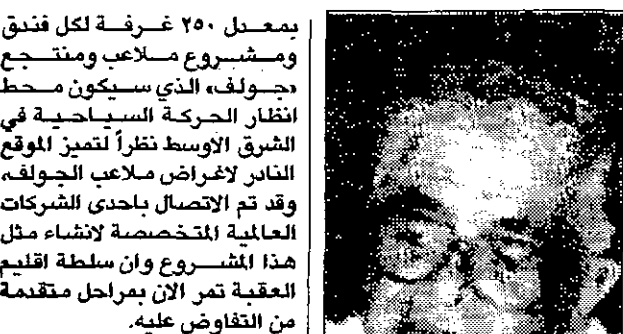 بمعدل ٢٥٠ غرفة لكل فندق
ومشروع ملاعب ومنتجع
«جولف» الذي سيكون محط
انظار الحركة السياحية في
الشرق الاوسط نظراً لتميز الموقع
النادر لاغراض ملاعب الجولف،
وقد تم الاتصال باحدى الشركات
العالمية المتخصصة لانشاء مثل
هذا المشروع وان سلطة اقليم
العقبة تمر الان بمراحل متقدمة
من التفاوض عليه.